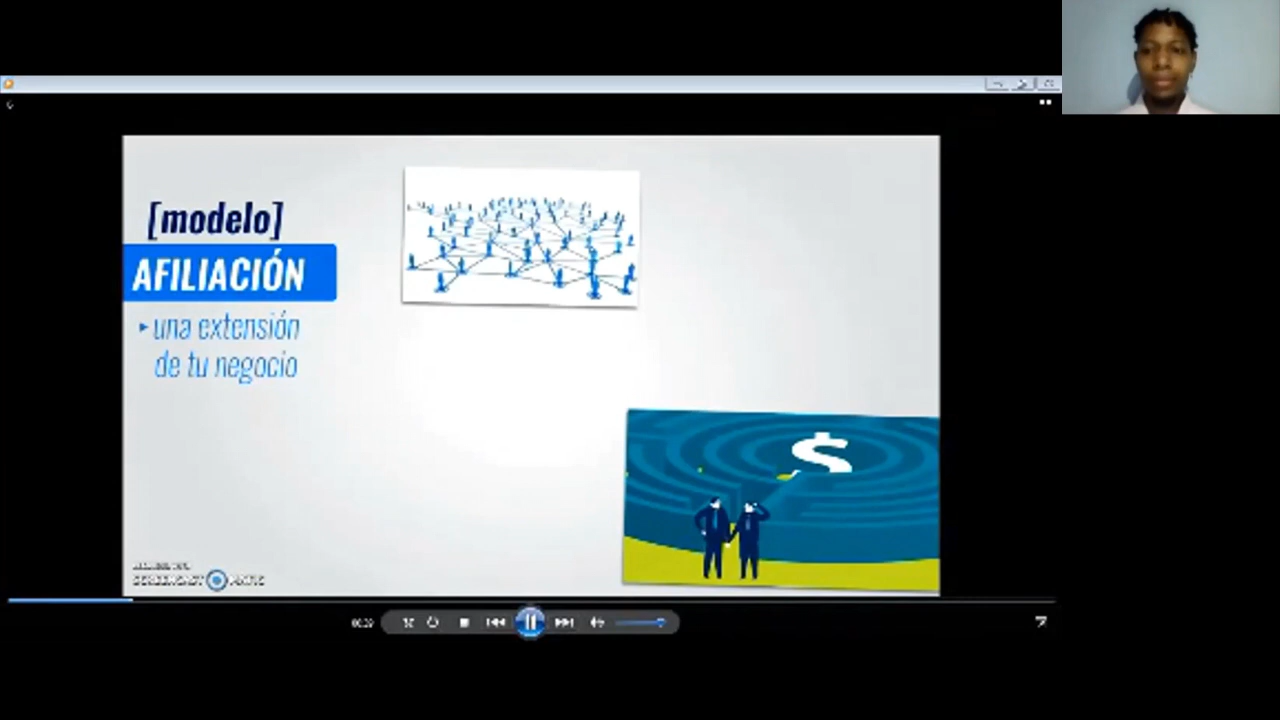 [modelo]
AFILIACIÓN
▸ una extensión
de tu negocio
$